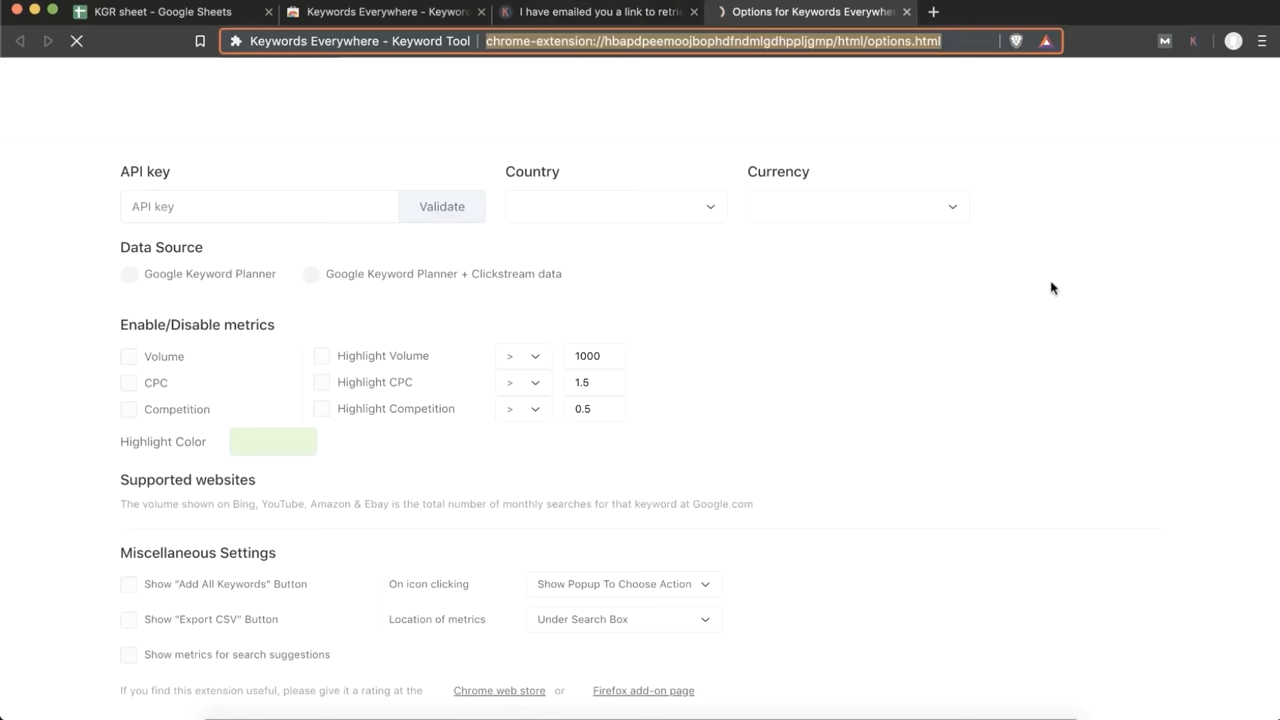 KGR sheet - Google Sheets
Keywords Everywhere - Keywor
I have emailed you a link to retri
Options for Keywords Everywhe
Keywords Everywhere - Keyword Tool | chrome-extension://hbapdpeemoojbophdfndmlgdhppljgmp/html/options.html
API key Country Currency
API key Validate
Data Source
Google Keyword Planner Google Keyword Planner + Clickstream data
Enable/Disable metrics
Volume Highlight Volume > 1000
CPC Highlight CPC > 1.5
Competition Highlight Competition > 0.5
Highlight Color
Supported websites
The volume shown on Bing, YouTube, Amazon & Ebay is the total number of monthly searches for that keyword at Google.com
Miscellaneous Settings
Show "Add All Keywords" Button On icon clicking Show Popup To Choose Action
Show "Export CSV" Button Location of metrics Under Search Box
Show metrics for search suggestions
If you find this extension useful, please give it a rating at the Chrome web store or Firefox add-on page